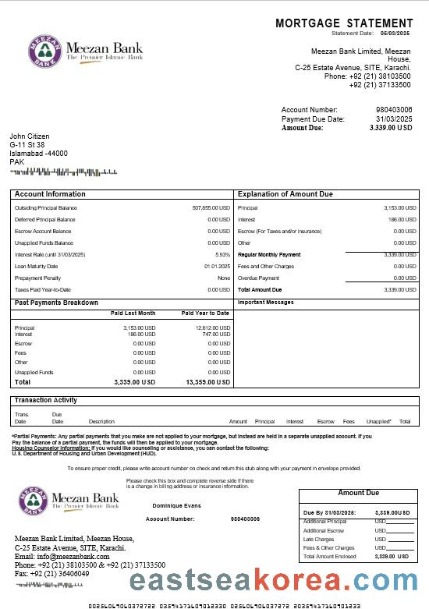 MORTGAGE STATEMENT
Statement Date: 05/03/2025
MEEZAN BANK
Meezan Bank
The Premier Islamic Bank
Meezan Bank Limited, Meezan
House,
C-25 Estate Avenue, SITE, Karachi.
Phone: +92 (21) 38103500
+92 (21) 37133500
Account Number: 980403006
Payment Due Date: 31/03/2025
Amount Due: 3.339.00 USD
John Citizen
G-11 St 38
Islamabad -44000
PAK
Account Information
Outstanding Principal Balance 507,855.00 USD
Deferred Principal Balance 0.00 USD
Escrow Account Balance 0.00 USD
Unapplied Funds Balance 0.00 USD
Interest Rate (until 31/03/2025) 5.93%
Loan Maturity Date 01.01.2025
Prepayment Penalty None
Taxes Paid Year-to-Date 0.00 USD
Explanation of Amount Due
Principal 3,153.00 USD
Interest 186.00 USD
Escrow (For Taxes and/or Insurance) 0.00 USD
Other 0.00 USD
Regular Monthly Payment 3,339.00 USD
Fees and Other Charges 0.00 USD
Overdue Payment 0.00 USD
Total Amount Due 3,339.00 USD
Past Payments Breakdown
Paid Last Month Paid Year to Date
Principal 3,153.00 USD 12,612.00 USD
Interest 186.00 USD 747.00 USD
Escrow 0.00 USD 0.00 USD
Fees 0.00 USD 0.00 USD
Other 0.00 USD 0.00 USD
Unapplied Funds 0.00 USD 0.00 USD
Total 3,339.00 USD 13,359.00 USD
Important Messages
Transaction Activity
Trans. Due
Date Date Description Amount Principal Interest Escrow Fees Unapplied* Total
*Partial Payments: Any partial payments that you make are not applied to your mortgage, but instead are held in a separate unapplied account. If you
Pay the balance of a partial payment, the funds will then be applied to your mortgage.
Housing Counselor Information: If you would like counseling or assistance, you can contact the following:
U.S. Department of Housing and Urban Development (HUD).
To ensure proper credit, please write account number on check and return this stub along with your payment in envelope provided.
Please check this box and complete reverse side if there
is a change in billing address or insurance information.
MEEZAN BANK
Meezan Bank
The Premier Islamic Bank
Dominique Evans
Account Number: 980403006
Amount Due
Due By 31/03/2025: 3,339.00USD
Additional Principal USD
Additional Escrow USD
Late Charges USD
Fees & Other Charges USD
Total Amount Enclosed 3,339.00 USD
Meezan Bank Limited, Meezan House,
C-25 Estate Avenue, SITE, Karachi.
Email: info@meezanbank.com
Phone: +92 (21) 38103500 & +92 (21) 37133500
Fax: +92 (21) 36406049
eastseakorea.com